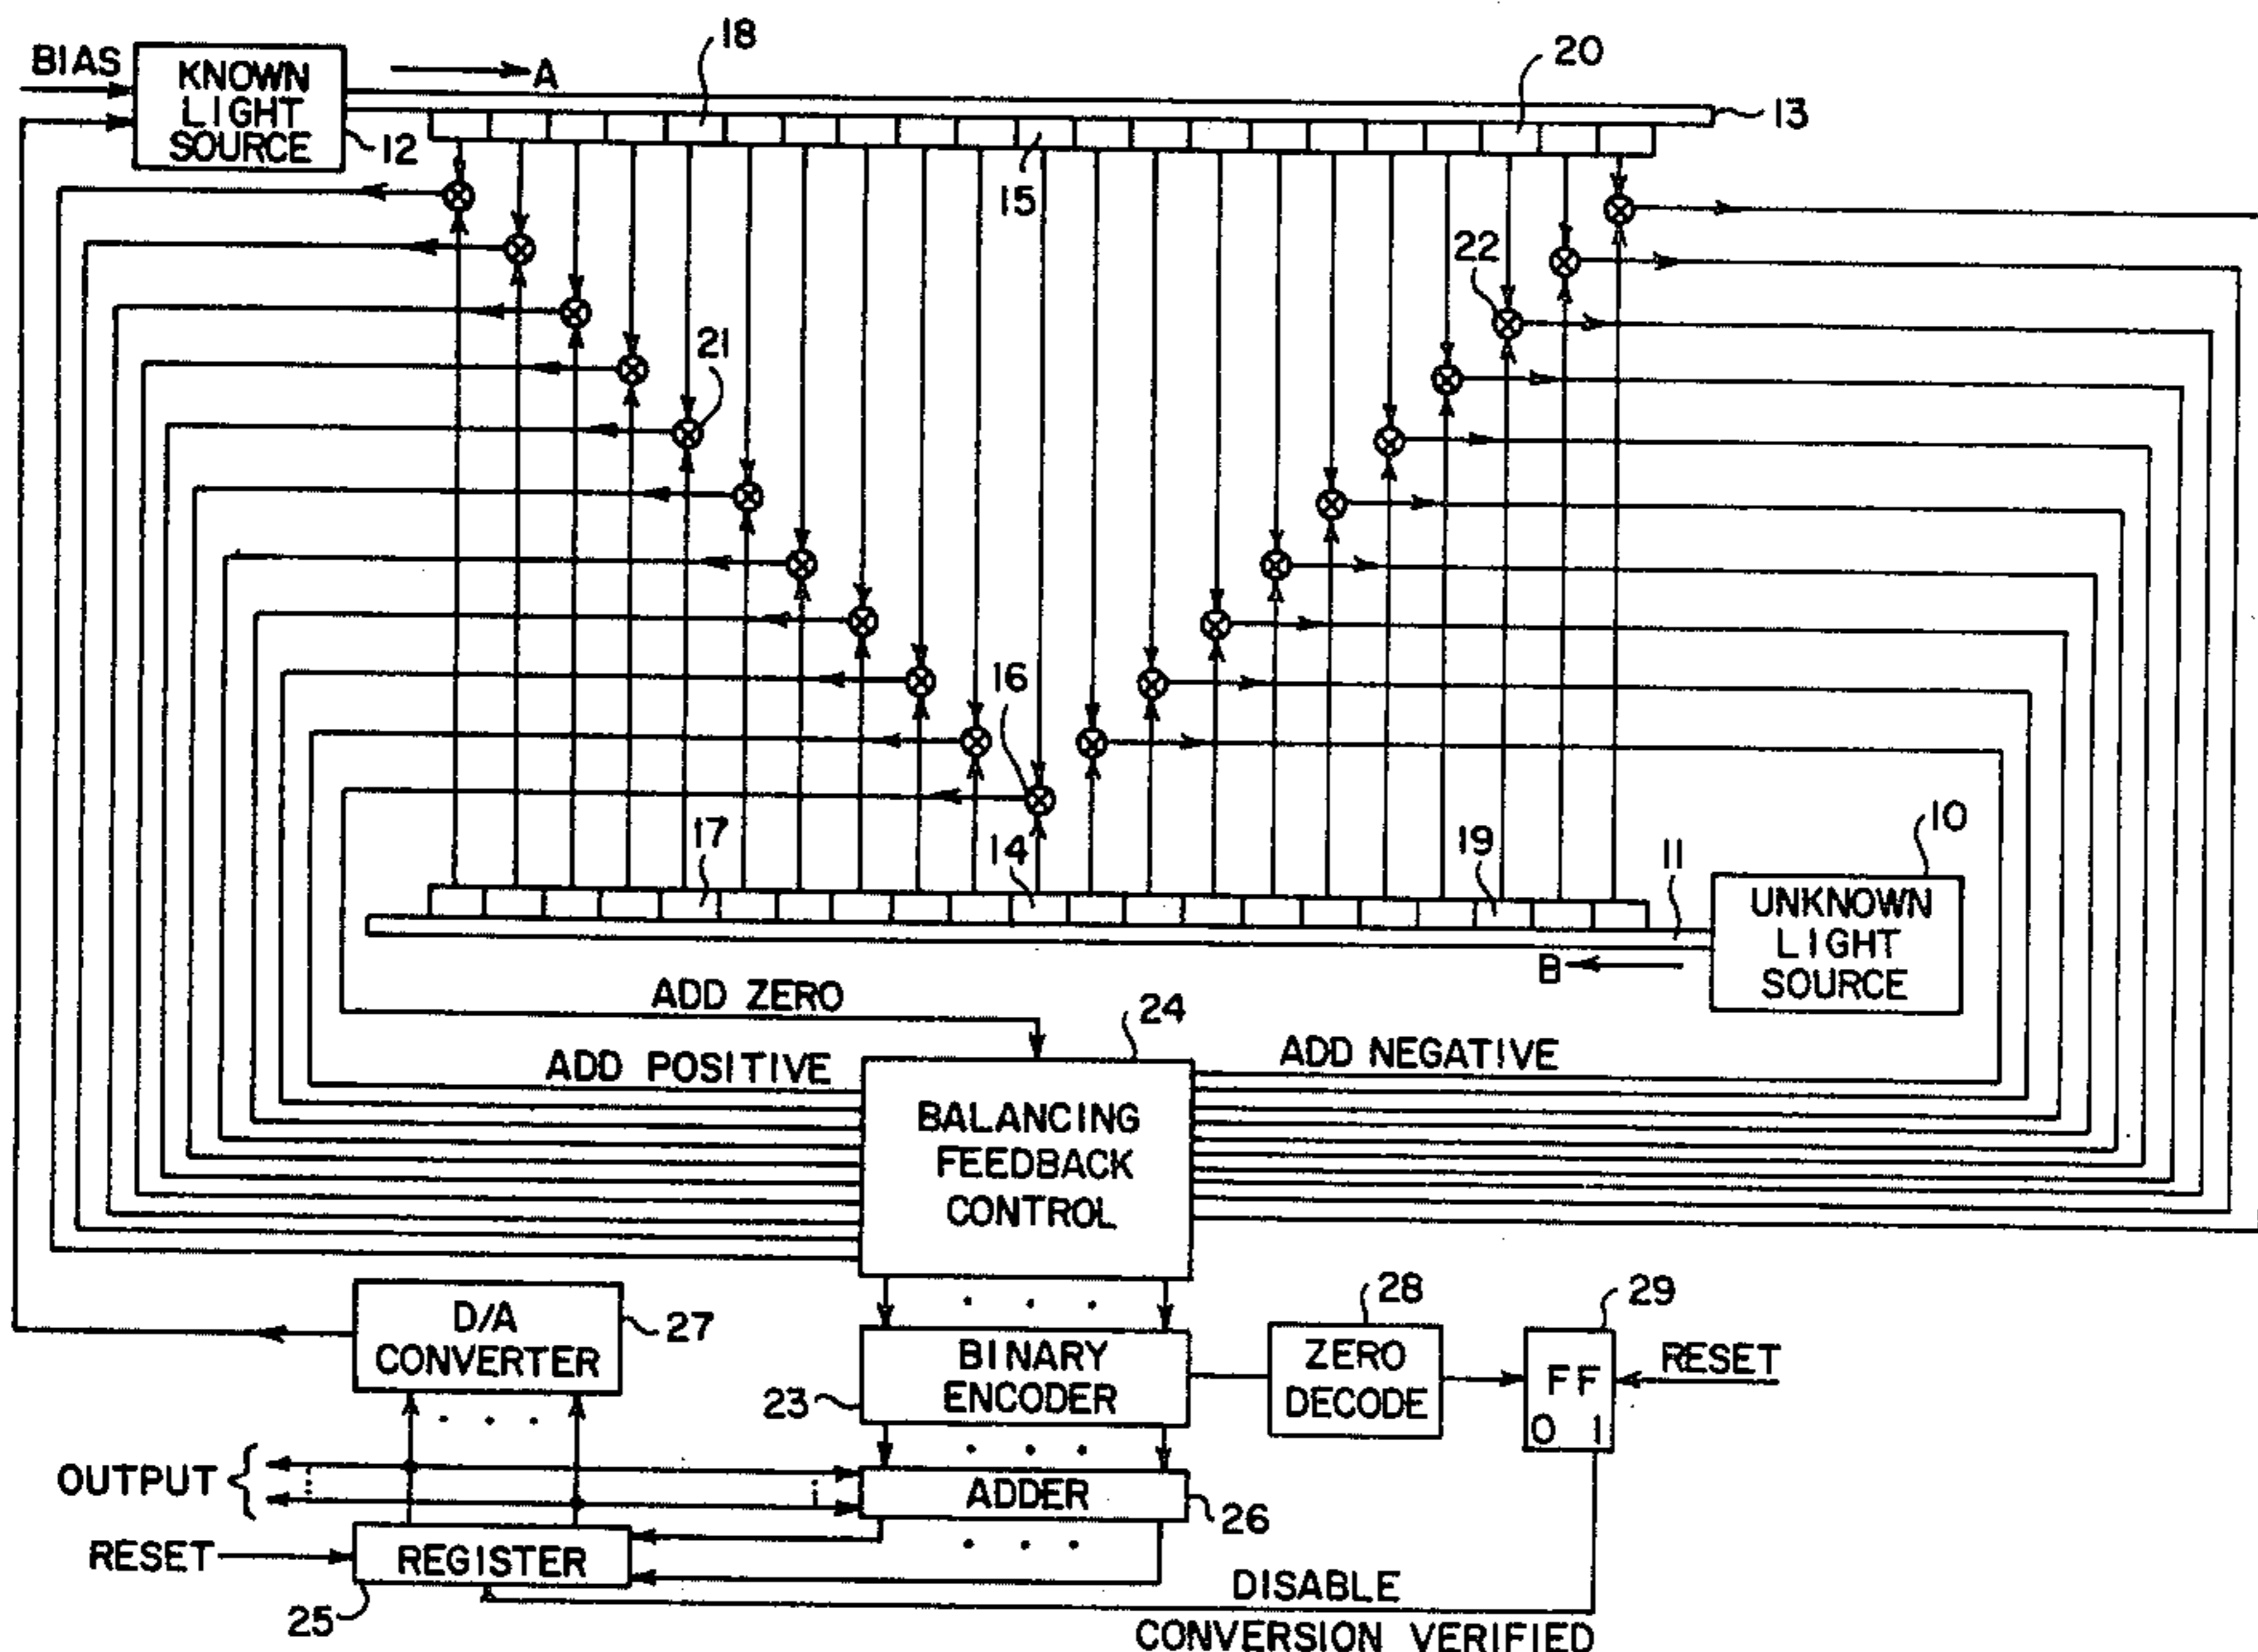 BIAS
KNOWN
LIGHT
SOURCE
12
A
18
20
13
15
22
21
16
17
14
19
11
10
UNKNOWN
LIGHT
SOURCE
B
ADD ZERO
24
ADD POSITIVE
ADD NEGATIVE
BALANCING
FEEDBACK
CONTROL
D/A
CONVERTER
27
BINARY
ENCODER
23
28
ZERO
DECODE
29
FF
0 1
RESET
OUTPUT
ADDER
26
RESET
REGISTER
25
DISABLE
CONVERSION VERIFIED